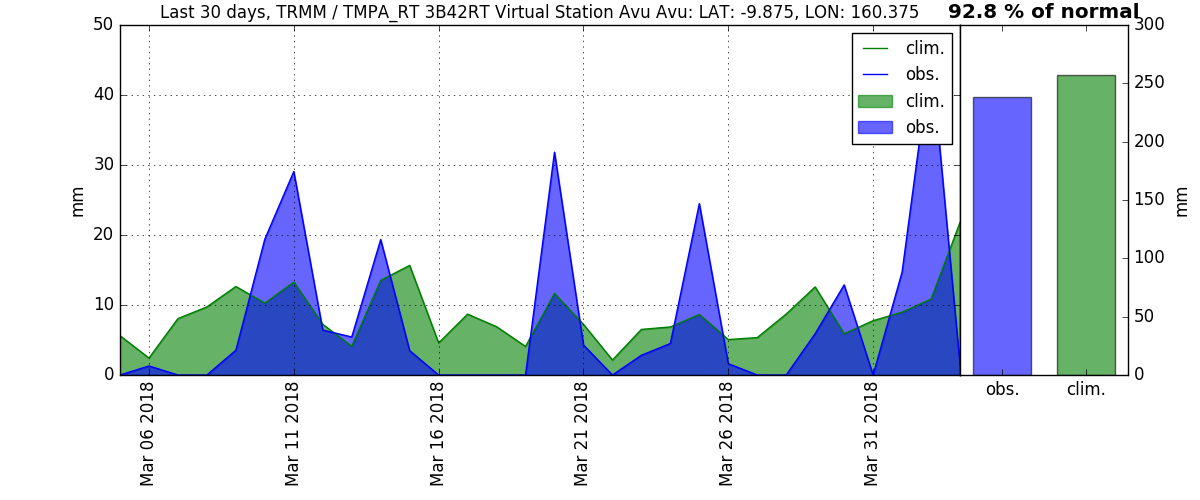 Last 30 days, TRMM / TMPA_RT 3B42RT Virtual Station Avu Avu: LAT: -9.875, LON: 160.375
92.8 % of normal
50
40
30
20
10
0
mm
clim.
obs.
clim.
obs.
300
250
200
150
100
50
0
mm
Mar 06 2018
Mar 11 2018
Mar 16 2018
Mar 21 2018
Mar 26 2018
Mar 31 2018
obs.
clim.